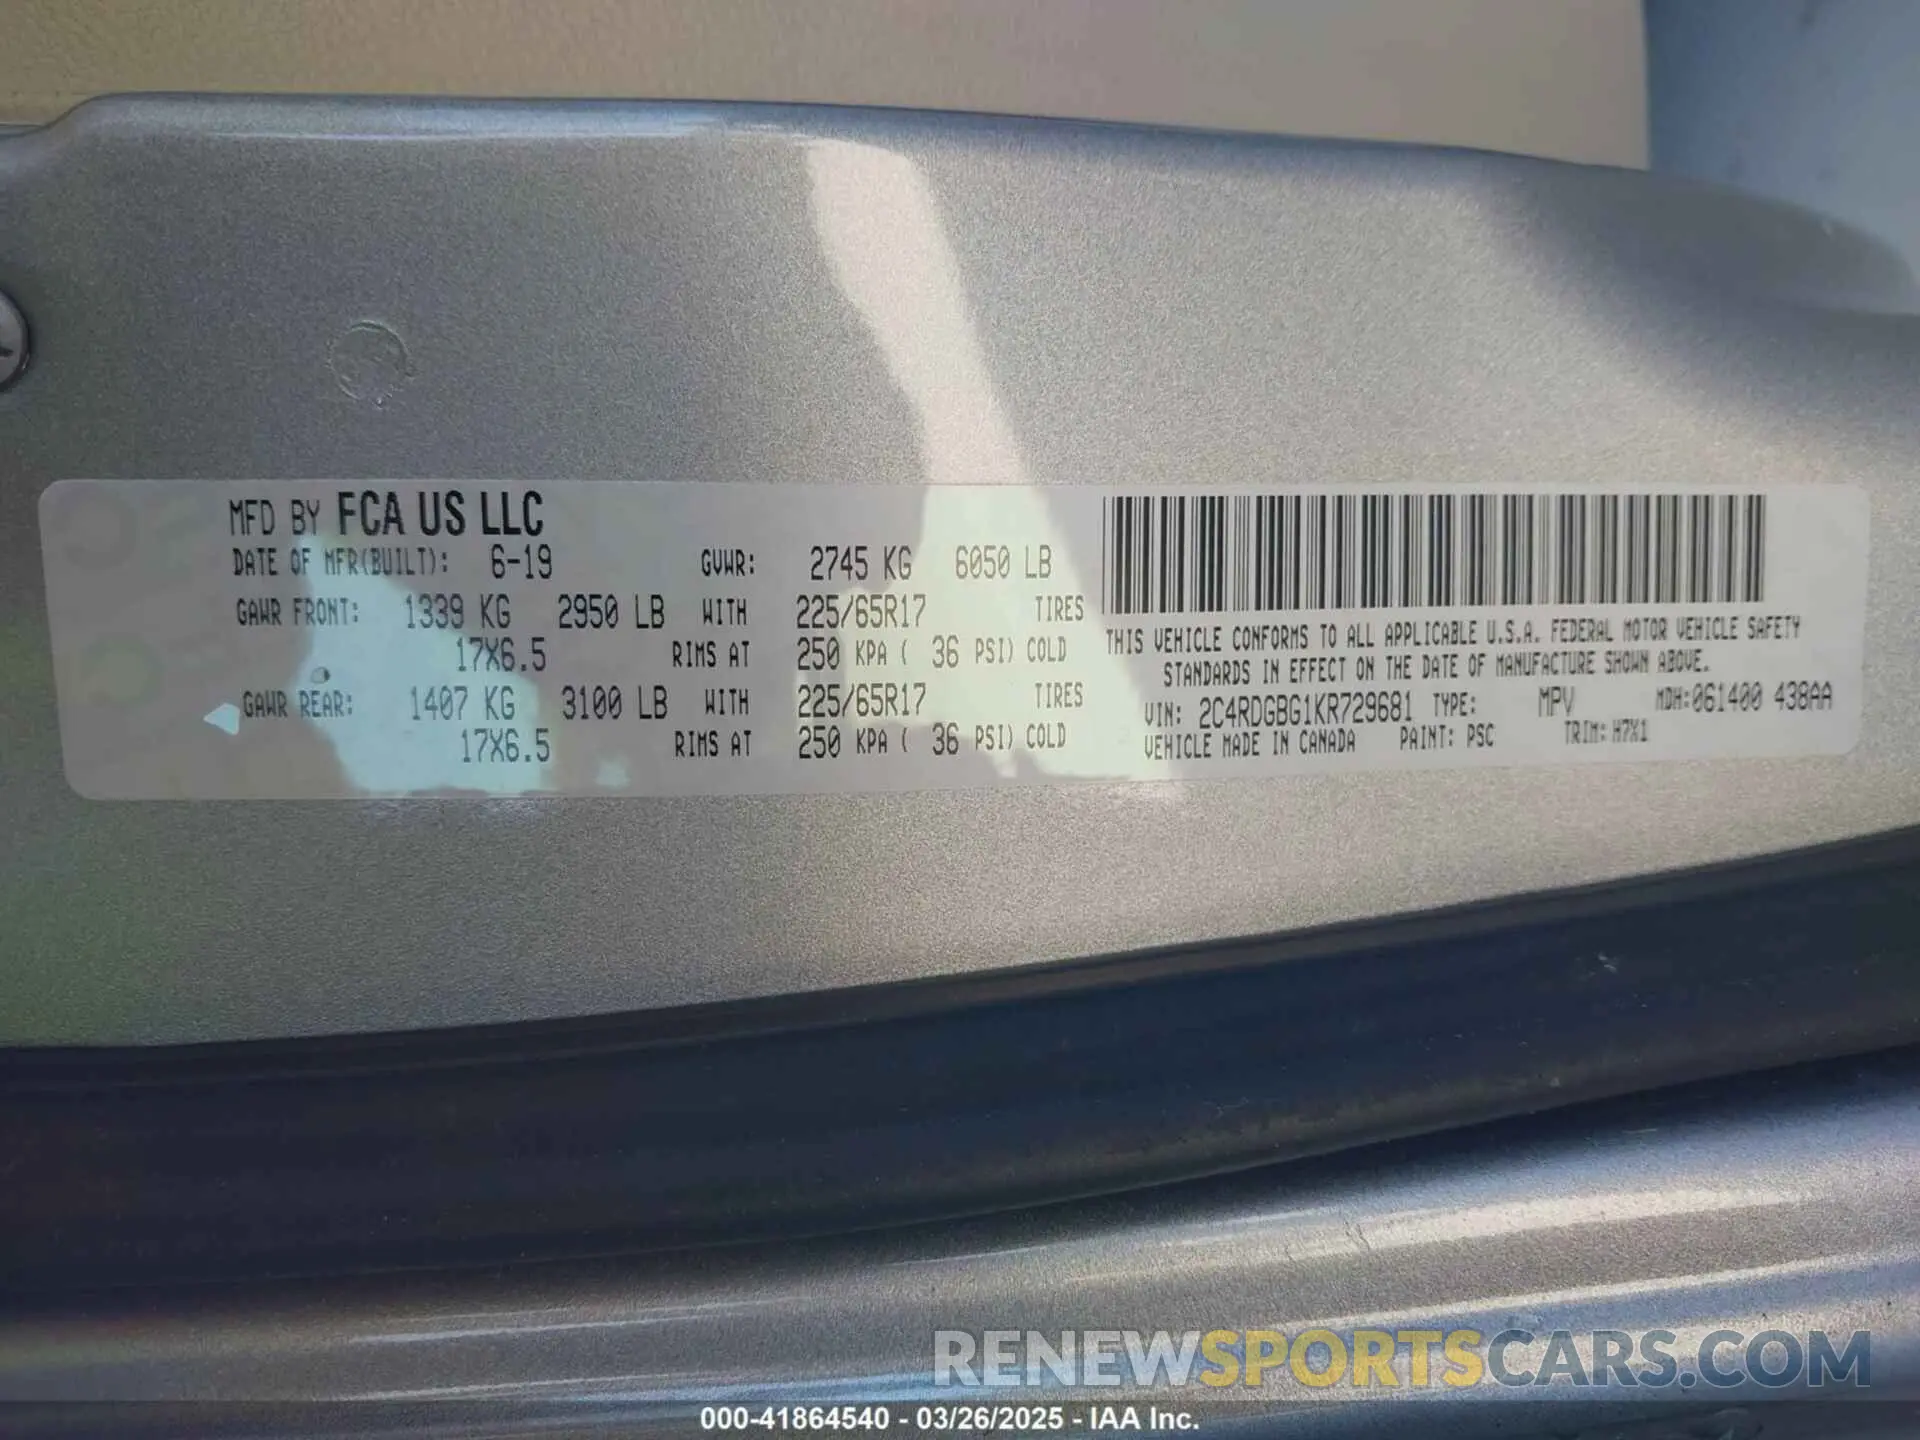 MFD BY FCA US LLC
DATE OF MFR(BUILT): 6-19 GVWR: 2745 KG 6050 LB
GAWR FRONT: 1339 KG 2950 LB WITH 225/65R17 TIRES
17X6.5 RIMS AT 250 KPA ( 36 PSI) COLD
GAWR REAR: 1407 KG 3100 LB WITH 225/65R17 TIRES
17X6.5 RIMS AT 250 KPA ( 36 PSI) COLD
THIS VEHICLE CONFORMS TO ALL APPLICABLE U.S.A. FEDERAL MOTOR VEHICLE SAFETY
STANDARDS IN EFFECT ON THE DATE OF MANUFACTURE SHOWN ABOVE.
VIN: 2C4RDGBG1KR729681 TYPE: MPV MDH:061400 438AA
VEHICLE MADE IN CANADA PAINT: PSC TRIM: H7X1
RENEWSPORTSCARS.COM
000-41864540 - 03/26/2025 - IAA Inc.